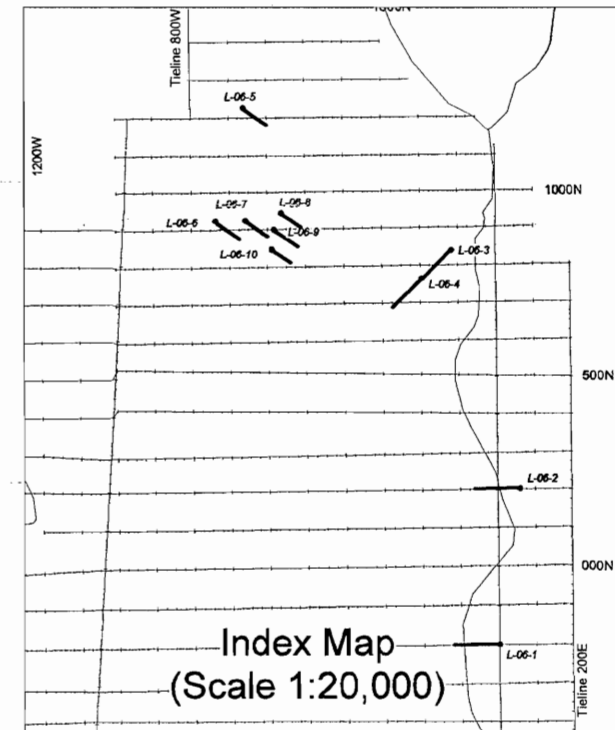 Tieline 800W
L-06-5
1200W
1000N
L-06-7
L-06-8
L-06-6
L-06-9
L-06-10
L-06-3
L-06-4
500N
L-06-2
000N
Index Map
L-06-1
(Scale 1:20,000)
Tieline 200E